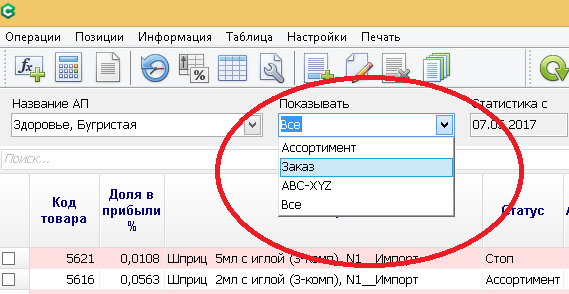 Операции Позиции Информация Таблица Настройки Печать
Название АП Показывать Статистика с
Здоровье, Бугристая Все 07.05.2017
Ассортимент
Поиск...
Заказ
ABC-XYZ
Все
Код товара Доля в прибыли % Статус
5621 0,0108 Шприц 5мл с иглой (3-комп), N1__Импорт Стоп
5616 0,0563 Шприц 2мл с иглой (3-комп), N1__Импорт Ассортимент